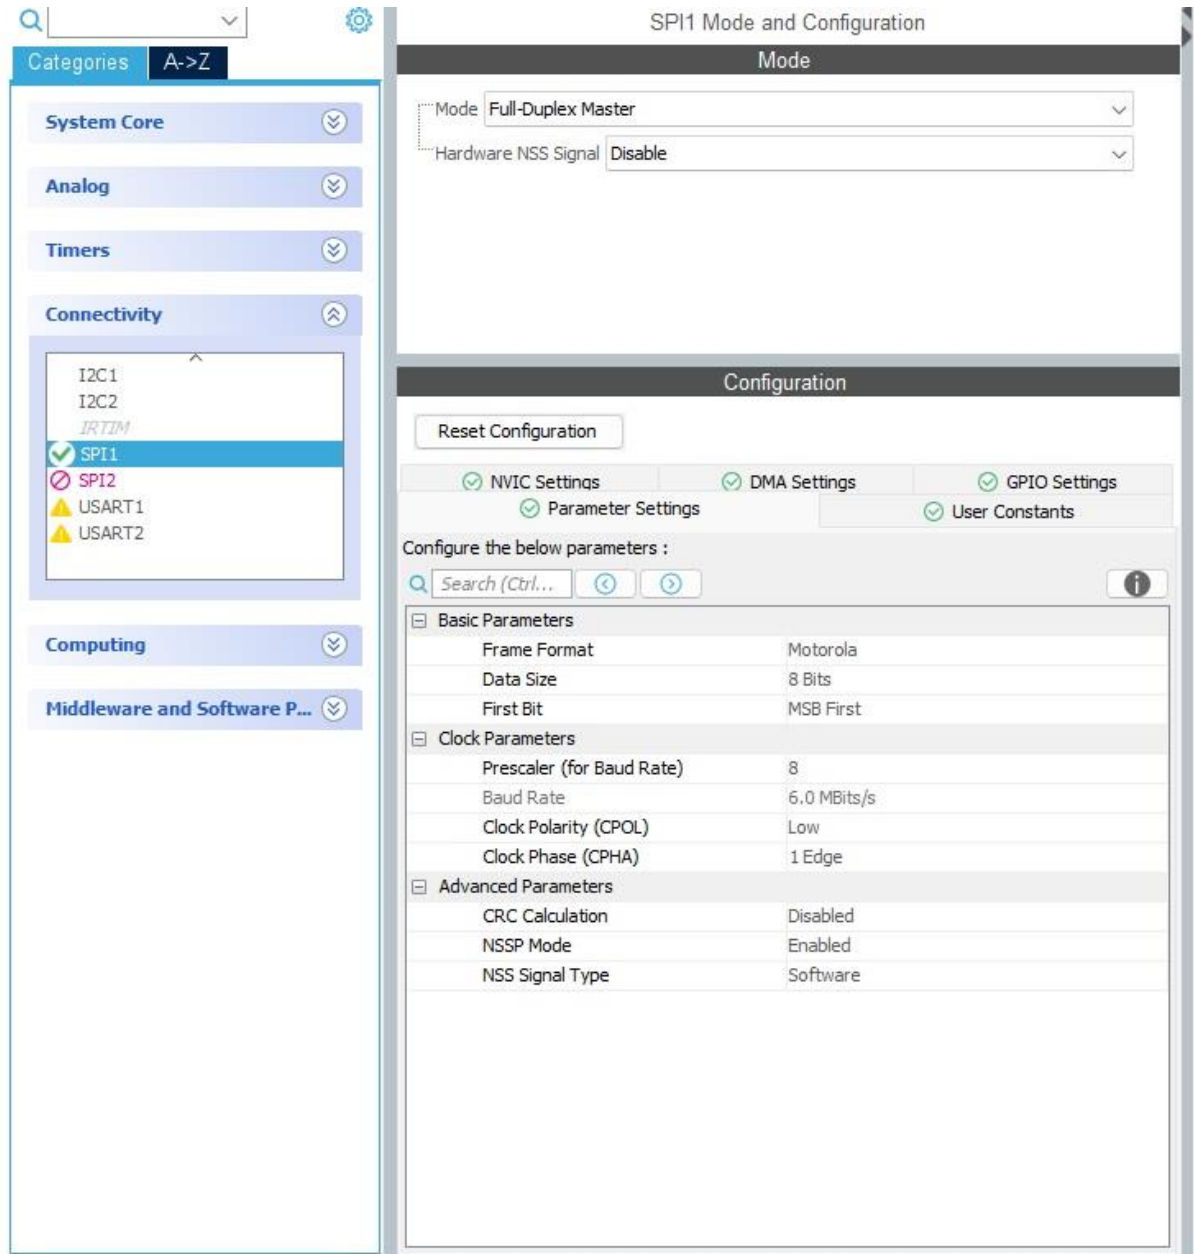 SPI1 Mode and Configuration
Categories A->Z
Mode
Mode Full-Duplex Master
Hardware NSS Signal Disable
System Core
Analog
Timers
Connectivity
I2C1
I2C2
IRTIM
SPI1
SPI2
USART1
USART2
Computing
Middleware and Software P...
Configuration
Reset Configuration
NVIC Settings DMA Settings GPIO Settings
Parameter Settings User Constants
Configure the below parameters :
Search (Ctrl...
Basic Parameters
Frame Format Motorola
Data Size 8 Bits
First Bit MSB First
Clock Parameters
Prescaler (for Baud Rate) 8
Baud Rate 6.0 MBits/s
Clock Polarity (CPOL) Low
Clock Phase (CPHA) 1 Edge
Advanced Parameters
CRC Calculation Disabled
NSSP Mode Enabled
NSS Signal Type Software